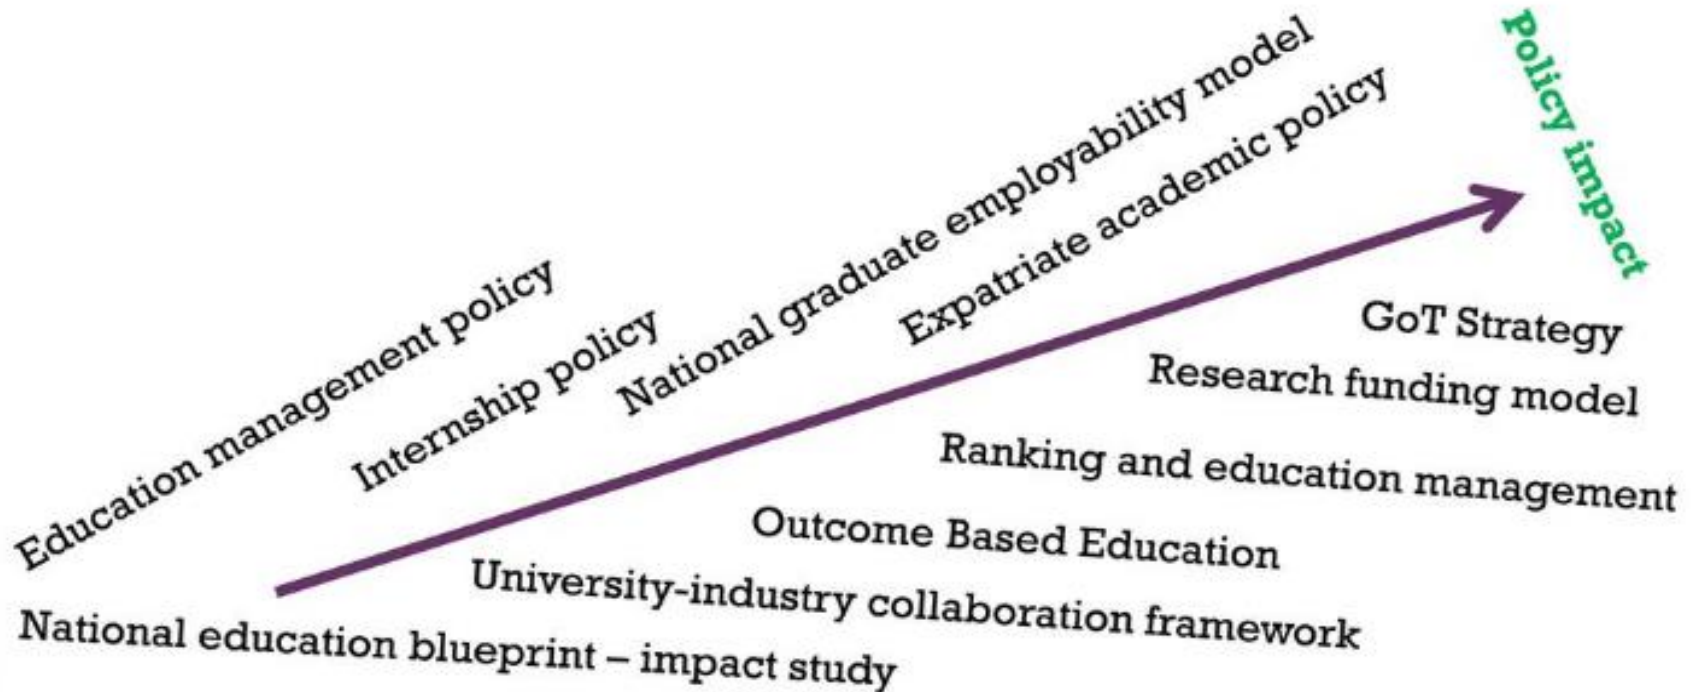 Policy impact
National graduate employability model
Expatriate academic policy
Education management policy
Internship policy
GoT Strategy
Research funding model
Ranking and education management
Outcome Based Education
University-industry collaboration framework
National education blueprint – impact study